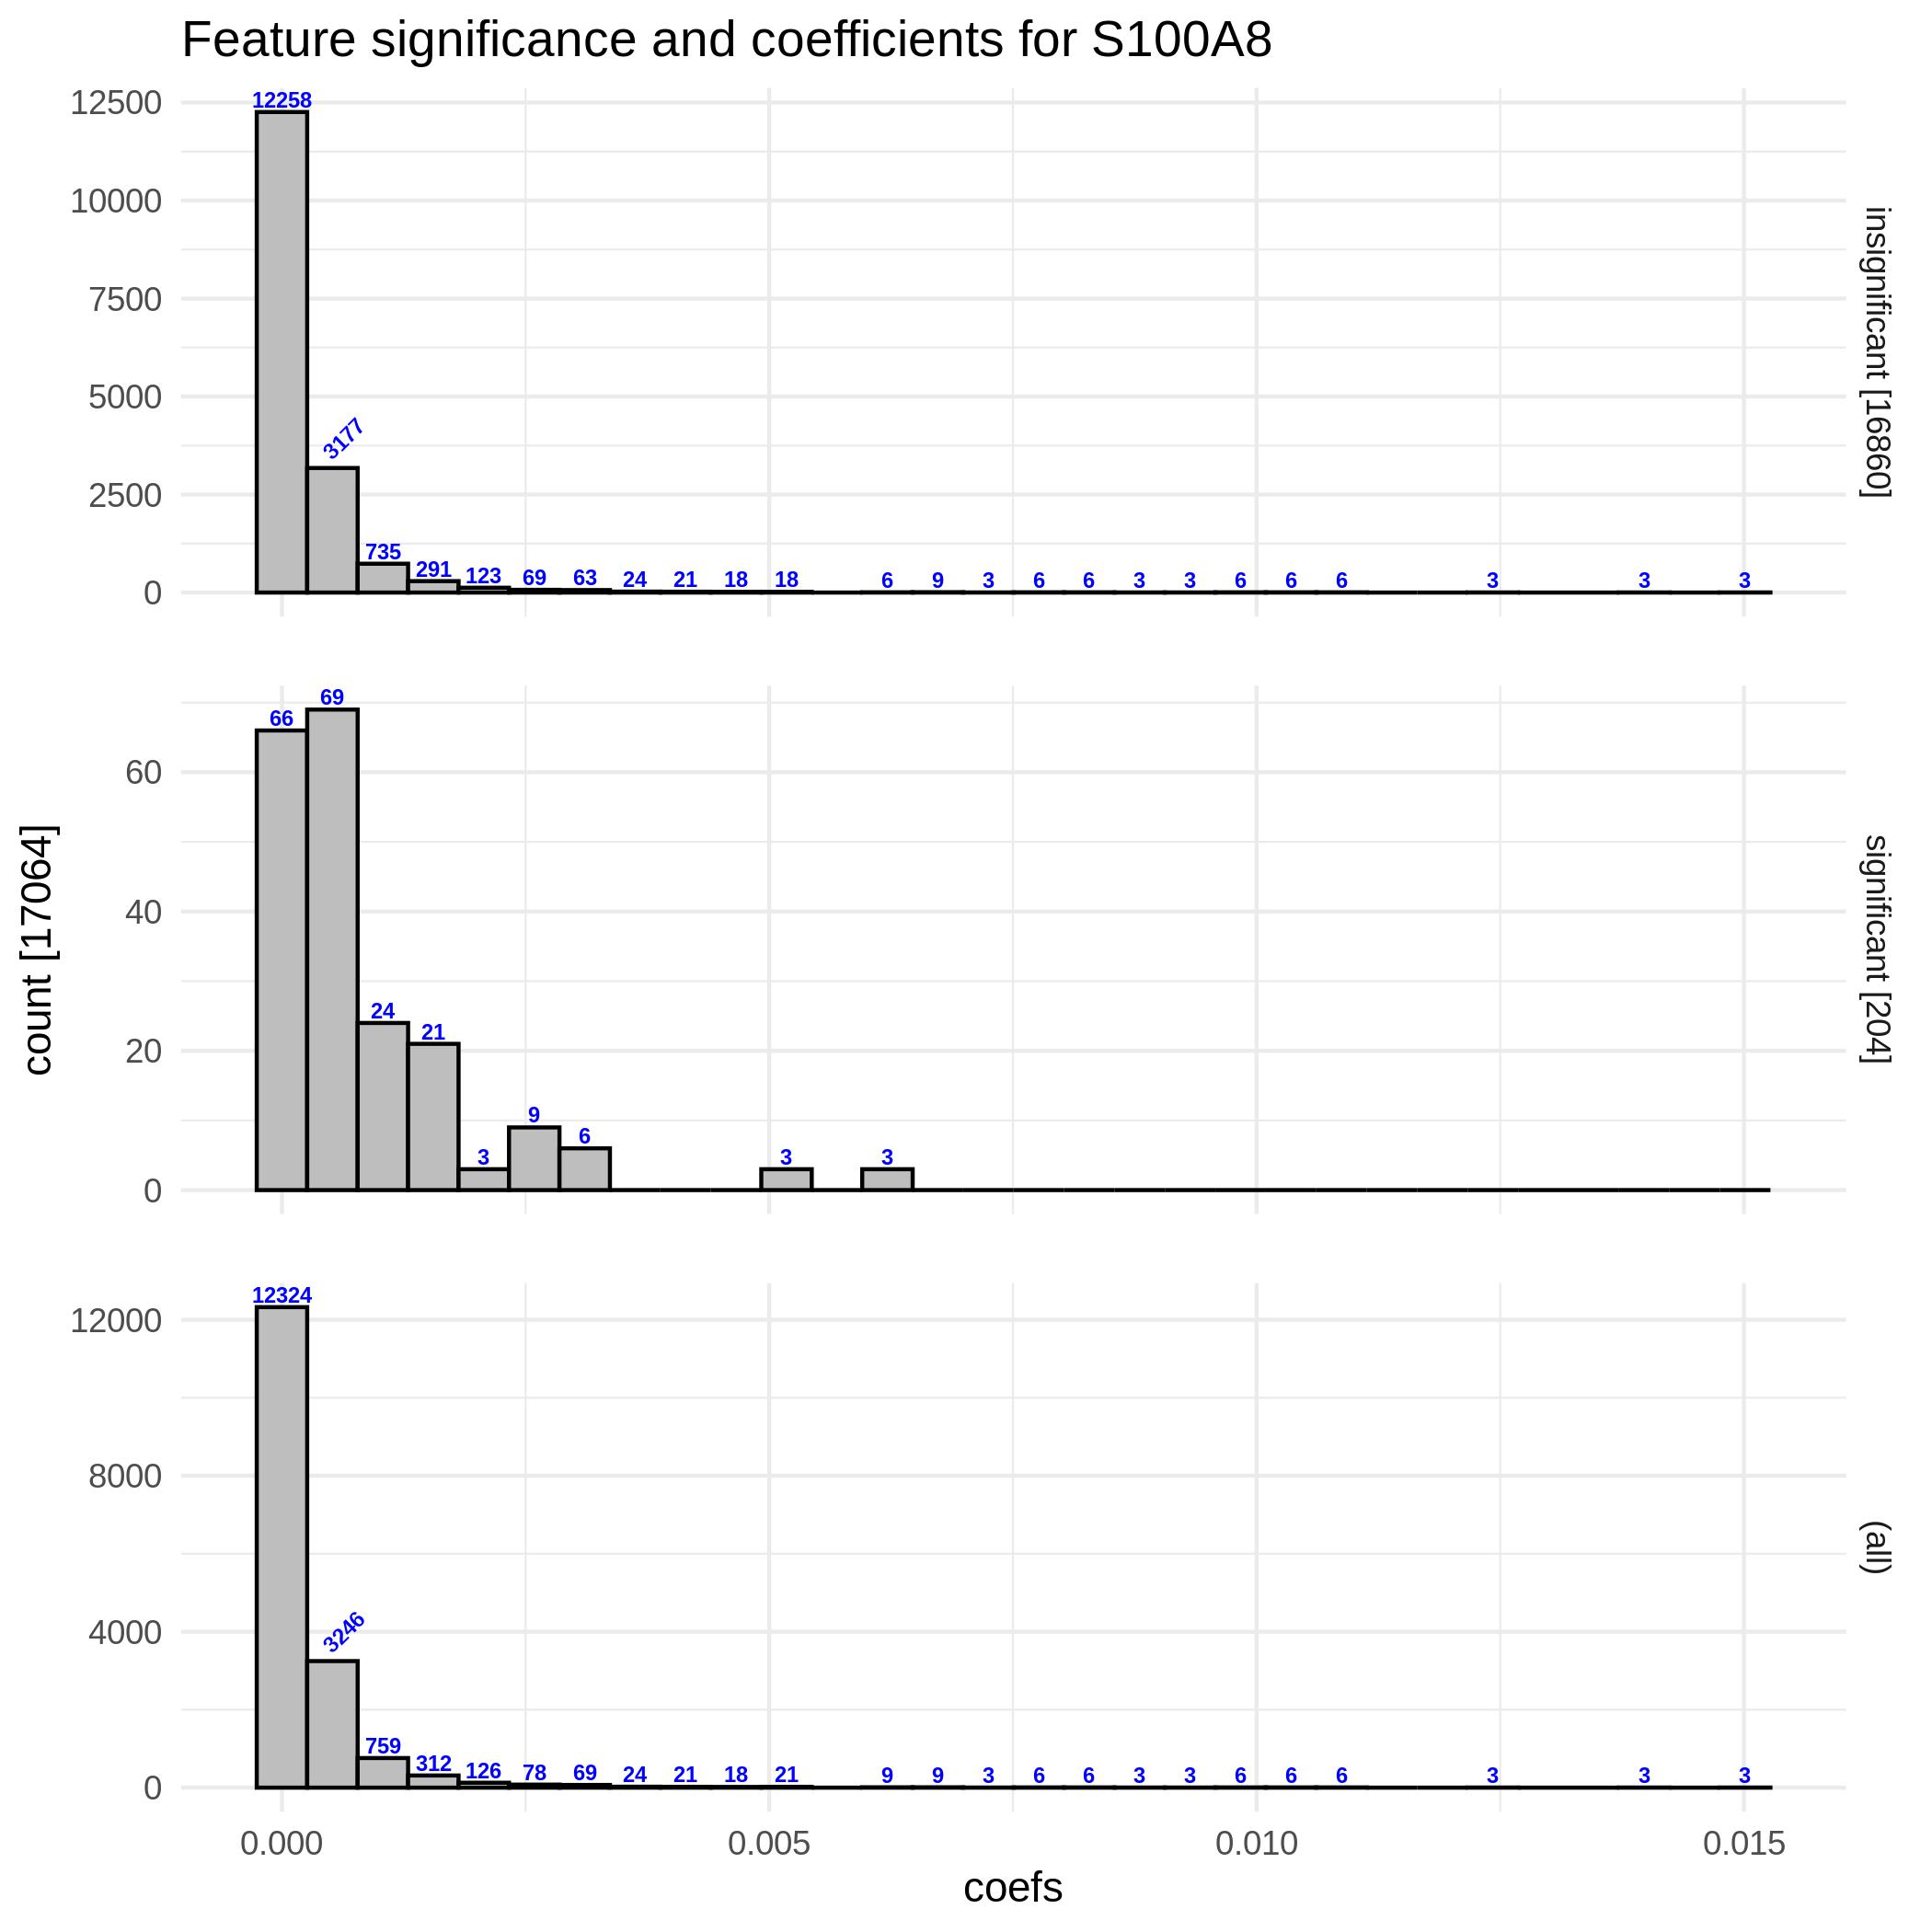 Feature significance and coefficients for S100A8
count [17064]
12500
10000
7500
5000
2500
0
12258
3177
735 291 123 69 63 24 21 18 18 6 9 3 6 6 3 3 6 6 6 3 3 3
insignificant [16860]
60
40
20
0
66 69 24 21 3 9 6 3 3
significant [204]
12000
8000
4000
0
12324
3246
759 312 126 78 69 24 21 18 21 9 9 3 6 6 3 3 6 6 6 3 3 3
(all)
0.000 0.005 0.010 0.015
coefs